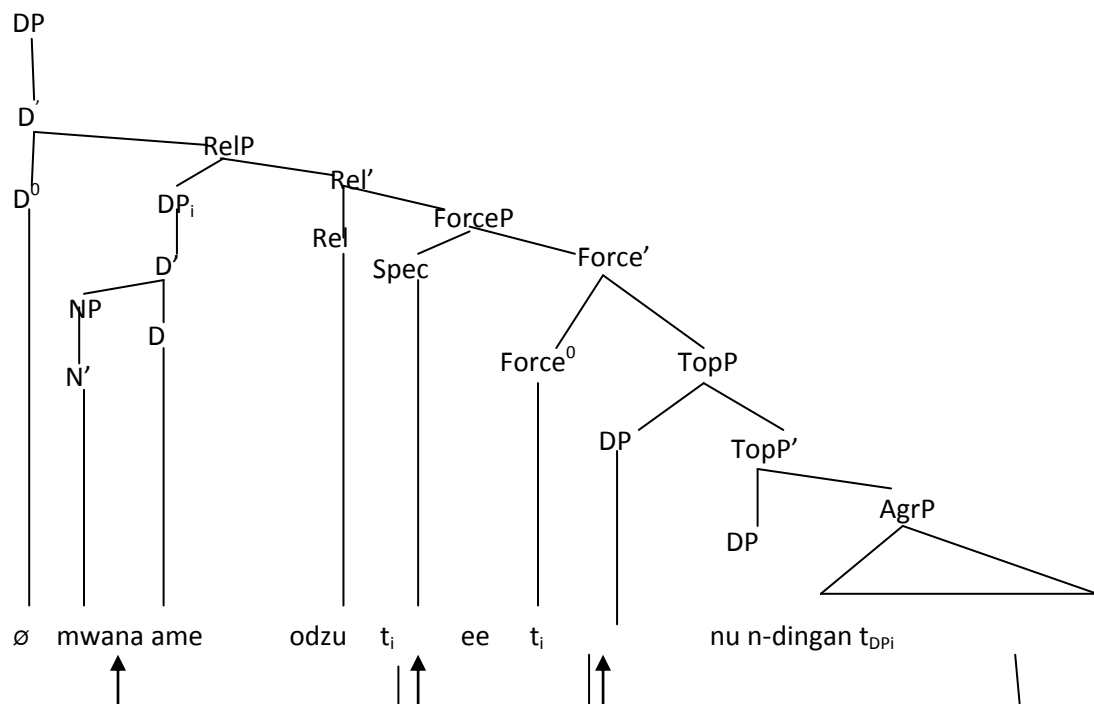 DP
D'
RelP
Rel'
D⁰
DPᵢ
ForceP
Rel
Force'
Spec
D'
NP
D
Force⁰
TopP
N'
DP
TopP'
AgrP
DP
ø mwana ame odzu tᵢ ee tᵢ nu n-dingan t_DPi